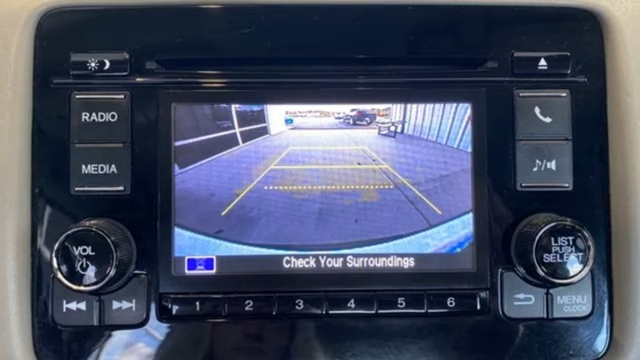 RADIO
MEDIA
VOL
LIST
PUSH
SELECT
Check Your Surroundings
1 2 3 4 5 6
MENU
CLOCK